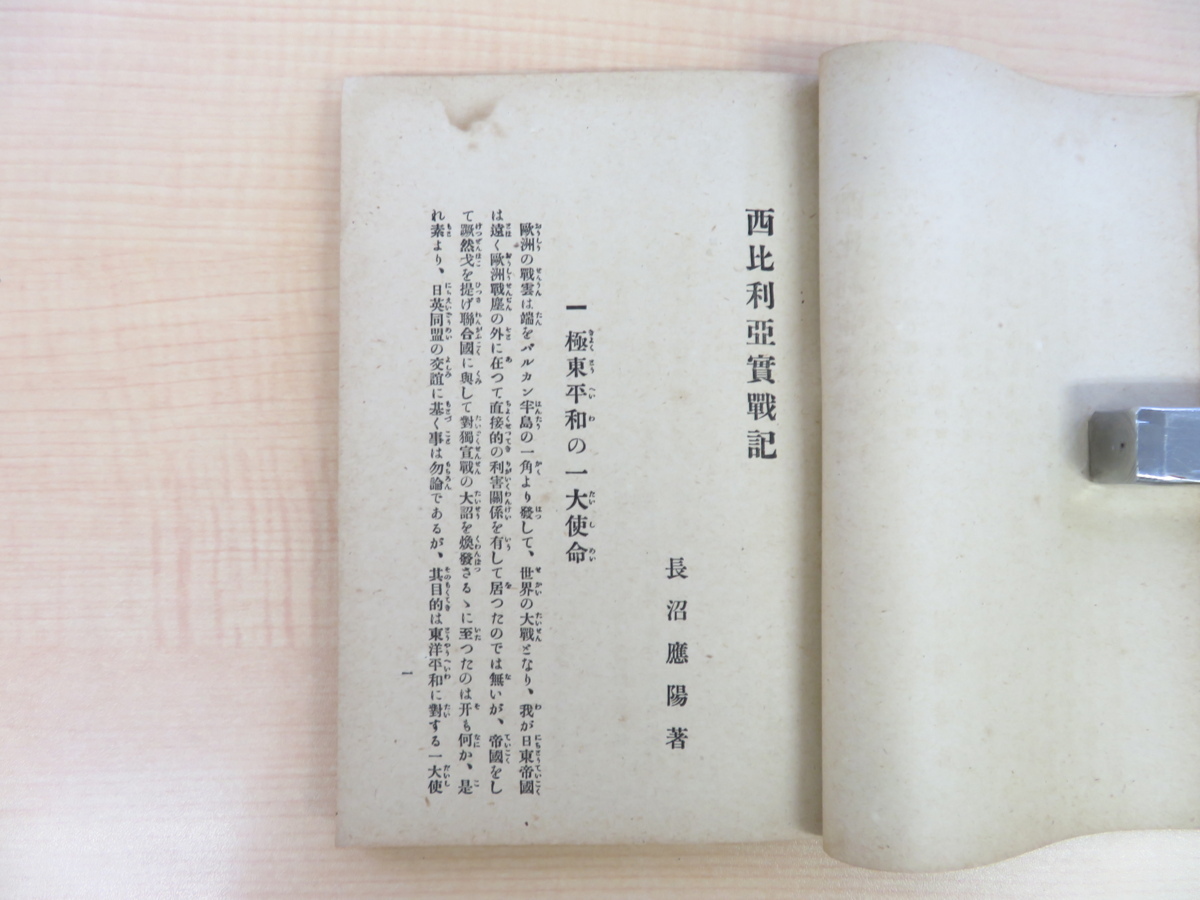 西比利亞實戰記
長沼應陽著
一 極東平和の一大使命
歐洲の戰雲は端をバルカン半島の一角より發して、世界の大戰となり、我が日東帝國
は遠く歐洲戰塵の外に在つて直接的の利害關係を有して居つたのでは無いが、帝國をし
て蹶然戈を提げ聯合國に與して對獨宣戰の大詔を煥發さるゝに至つたのは开も何か、是
れ素より、日英同盟の交誼に基く事は勿論であるが、其目的は東洋平和に對する一大使
一